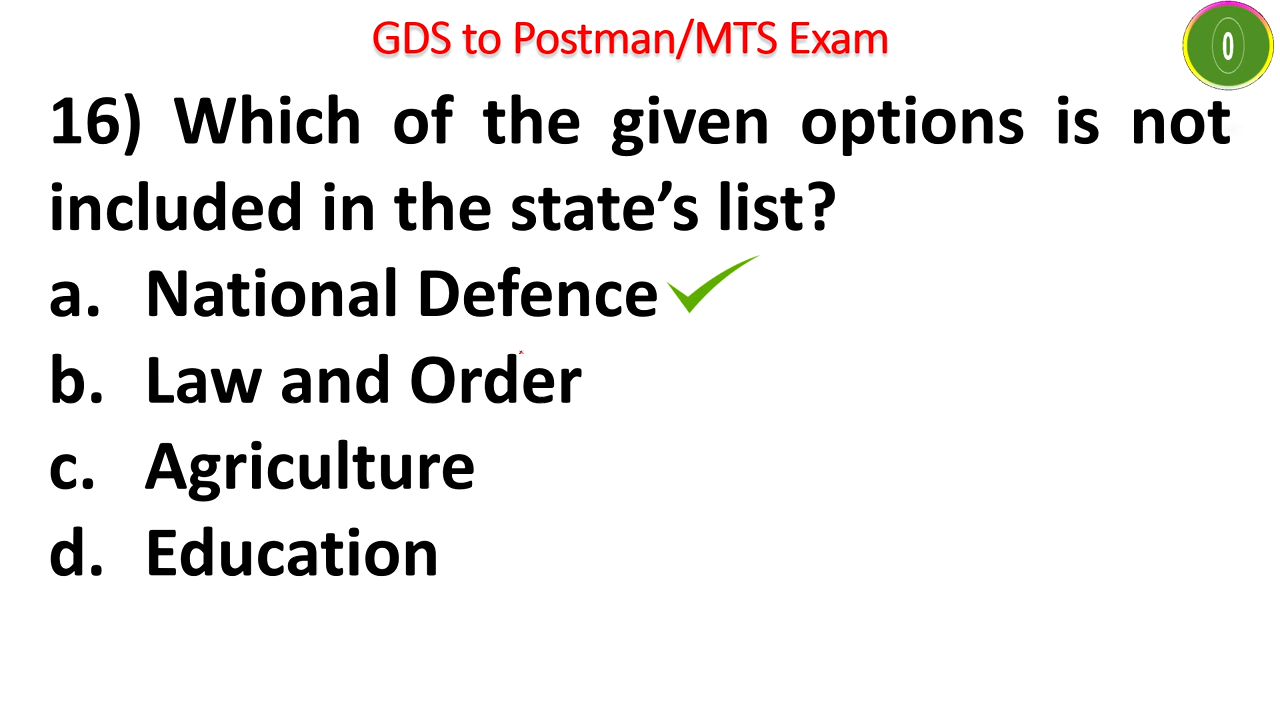 GDS to Postman/MTS Exam
0
16) Which of the given options is not
included in the state’s list?
a. National Defence
b. Law and Order
c. Agriculture
d. Education